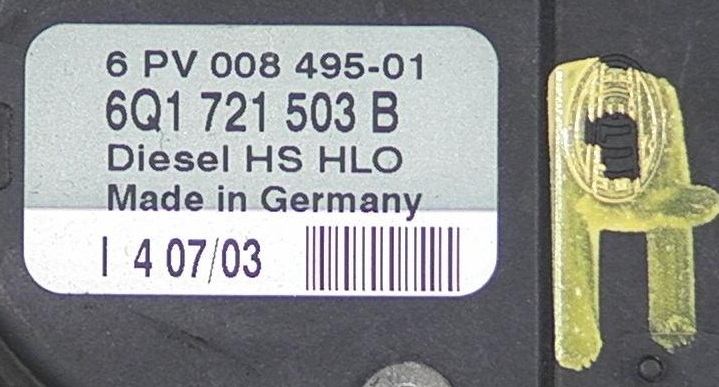 6 PV 008 495-01
6Q1 721 503 B
Diesel HS HLO
Made in Germany
I 4 07/03